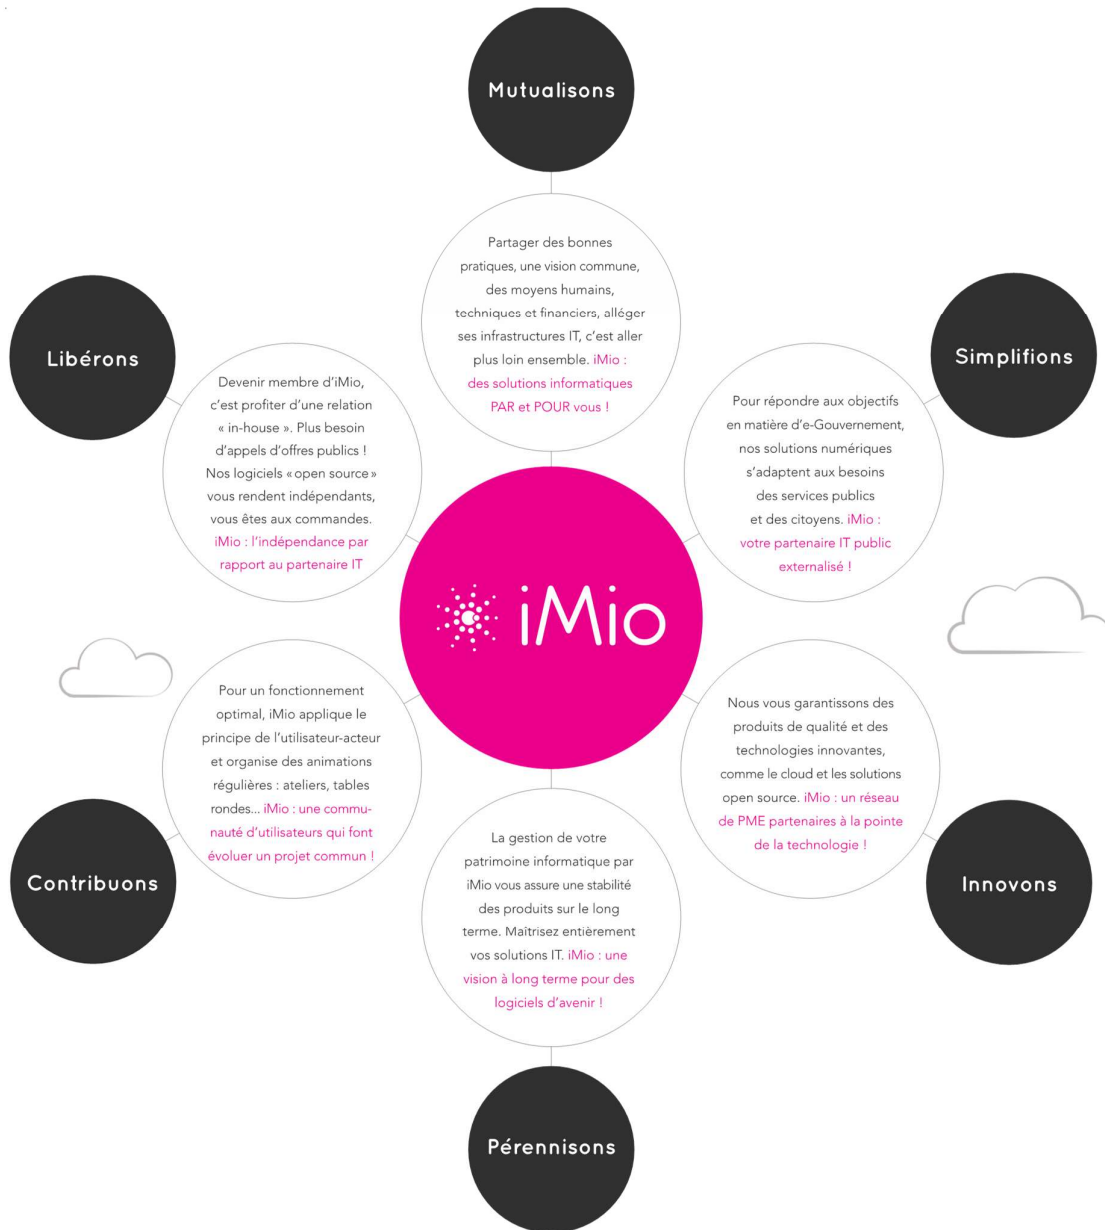 Mutualisons
Partager des bonnes
pratiques, une vision commune,
des moyens humains,
techniques et financiers, alléger
ses infrastructures IT, c’est aller
plus loin ensemble. iMio :
des solutions informatiques
PAR et POUR vous !
Libérons
Devenir membre d’iMio,
c’est profiter d’une relation
« in-house ». Plus besoin
d’appels d’offres publics !
Nos logiciels « open source »
vous rendent indépendants,
vous êtes aux commandes.
iMio : l’indépendance par
rapport au partenaire IT
Simplifions
Pour répondre aux objectifs
en matière d’e-Gouvernement,
nos solutions numériques
s’adaptent aux besoins
des services publics
et des citoyens. iMio :
votre partenaire IT public
externalisé !
iMio
Contribuons
Pour un fonctionnement
optimal, iMio applique le
principe de l’utilisateur-acteur
et organise des animations
régulières : ateliers, tables
rondes... iMio : une commu-
nauté d’utilisateurs qui font
évoluer un projet commun !
Innovons
Nous vous garantissons des
produits de qualité et des
technologies innovantes,
comme le cloud et les solutions
open source. iMio : un réseau
de PME partenaires à la pointe
de la technologie !
La gestion de votre
patrimoine informatique par
iMio vous assure une stabilité
des produits sur le long
terme. Maîtrisez entièrement
vos solutions IT. iMio : une
vision à long terme pour des
logiciels d’avenir !
Pérennisons